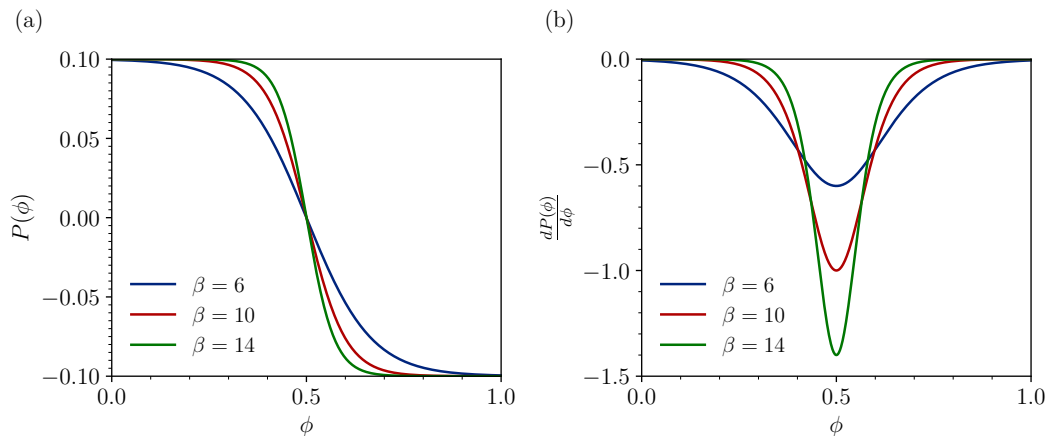 (a)
0.10
0.05
0.00
−0.05
−0.10
P(ϕ)
β = 6
β = 10
β = 14
0.0 0.5 1.0
ϕ
(b)
0.0
−0.5
−1.0
−1.5
dP(ϕ)
dϕ
β = 6
β = 10
β = 14
0.0 0.5 1.0
ϕ